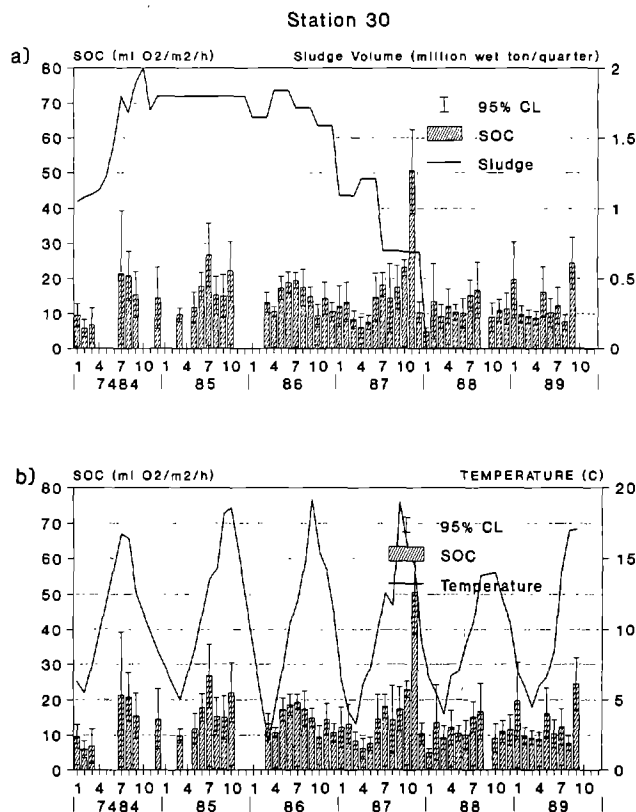 Station 30
a)
SOC (ml O2/m2/h) Sludge Volume (million wet ton/quarter)
80 2
70
60 1.5
50
40 1
30
20 0.5
10
0 0
95% CL
SOC
Sludge
1 4 7 10 1 4 7 10 1 4 7 10 1 4 7 10 1 4 7 10 1 4 7 10
7484 85 86 87 88 89
b)
SOC (ml O2/m2/h) TEMPERATURE (C)
80 20
70
60 15
50
40 10
30
20 5
10
0 0
95% CL
SOC
Temperature
1 4 7 10 1 4 7 10 1 4 7 10 1 4 7 10 1 4 7 10 1 4 7 10
7484 85 86 87 88 89